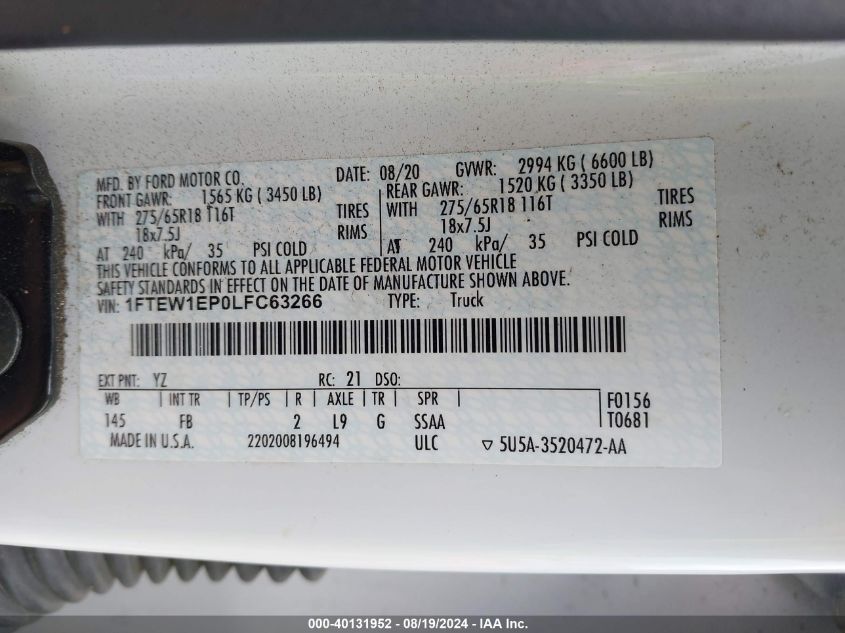 MFD. BY FORD MOTOR CO. DATE: 08/20 GVWR: 2994 KG ( 6600 LB)
FRONT GAWR: 1565 KG ( 3450 LB) REAR GAWR: 1520 KG ( 3350 LB)
WITH 275/65R18 116T TIRES WITH 275/65R18 116T TIRES
18x7.5J RIMS 18x7.5J RIMS
AT 240 kPa/ 35 PSI COLD AT 240 kPa/ 35 PSI COLD
THIS VEHICLE CONFORMS TO ALL APPLICABLE FEDERAL MOTOR VEHICLE
SAFETY STANDARDS IN EFFECT ON THE DATE OF MANUFACTURE SHOWN ABOVE.
VIN: 1FTEW1EP0LFC63266 TYPE: Truck
EXT PNT: YZ RC: 21 DSO:
WB INT TR TP/PS R AXLE TR SPR F0156
145 FB 2 L9 G SSAA T0681
MADE IN U.S.A. 2202008196494 ULC ▽ 5U5A-3520472-AA
000-40131952 - 08/19/2024 - IAA Inc.